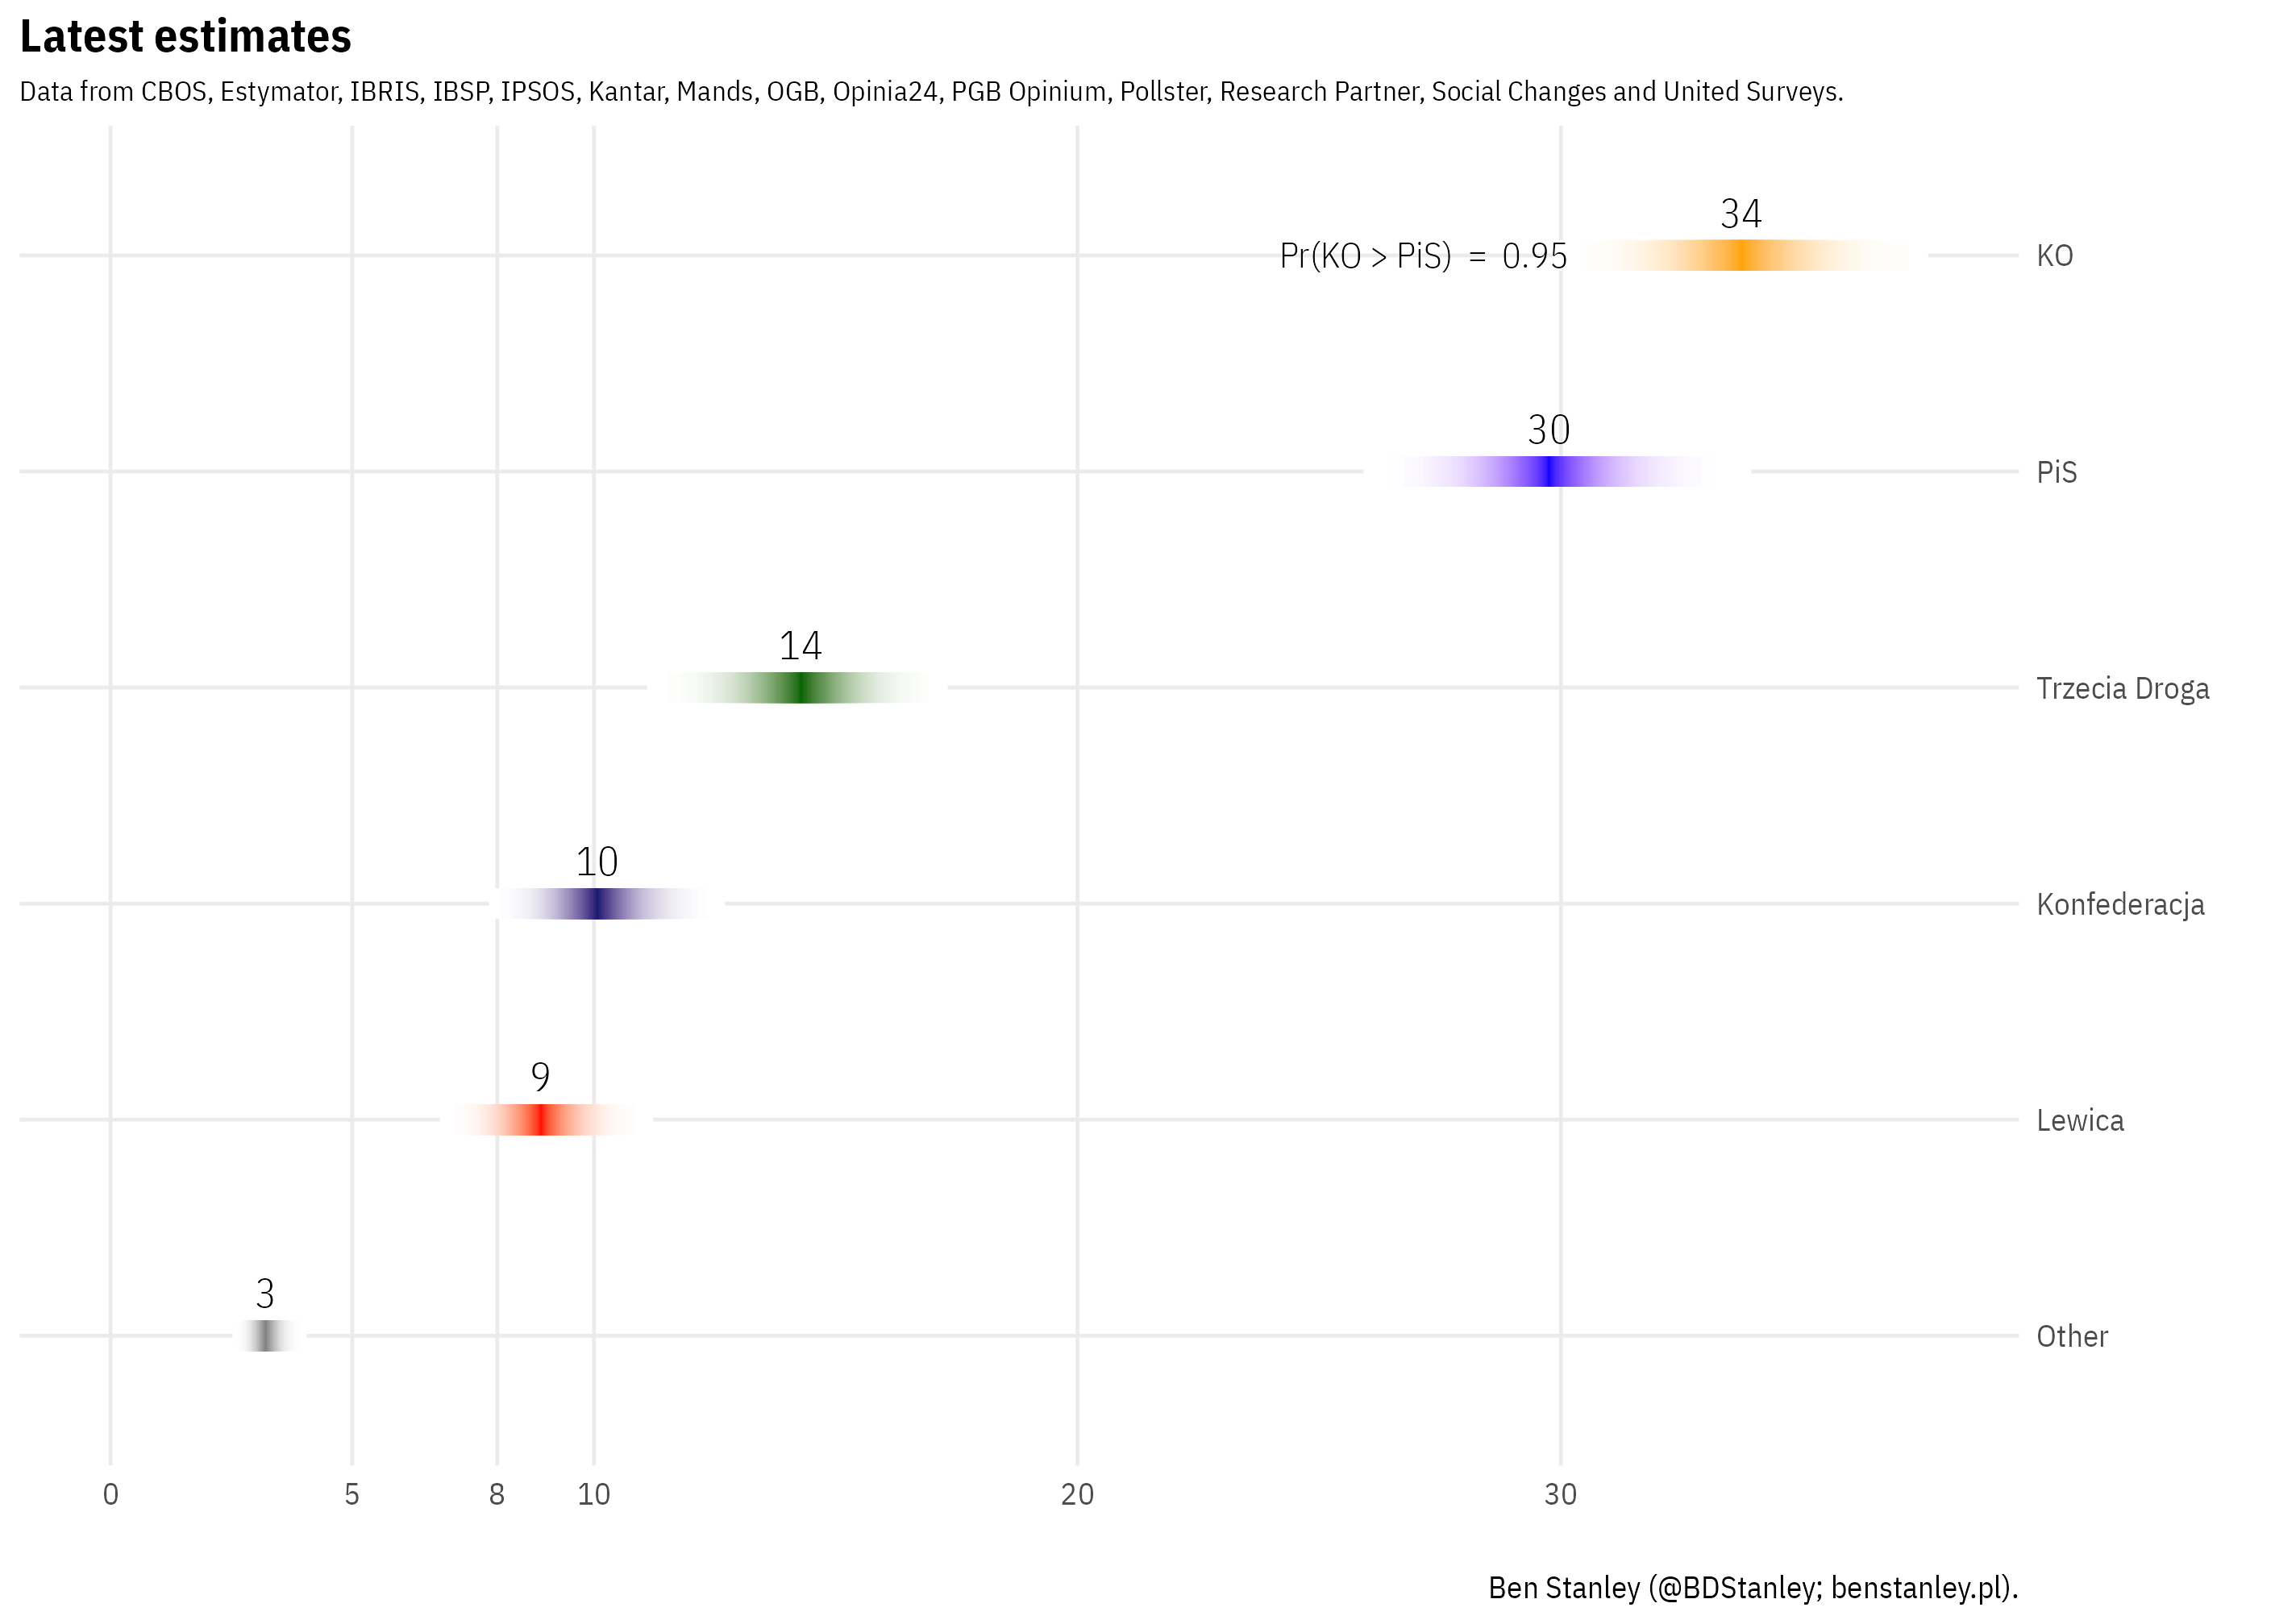 Latest estimates
Data from CBOS, Estymator, IBRIS, IBSP, IPSOS, Kantar, Mands, OGB, Opinia24, PGB Opinium, Pollster, Research Partner, Social Changes and United Surveys.
34
Pr(KO > PiS) = 0.95
KO
30
PiS
14
Trzecia Droga
10
Konfederacja
9
Lewica
3
Other
0 5 8 10 20 30
Ben Stanley (@BDStanley; benstanley.pl).